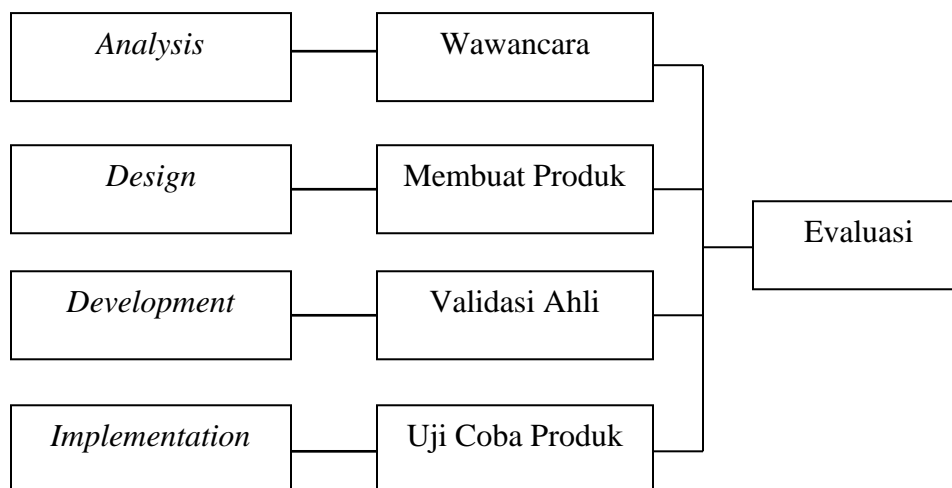 Analysis
Wawancara
Design
Membuat Produk
Evaluasi
Development
Validasi Ahli
Implementation
Uji Coba Produk